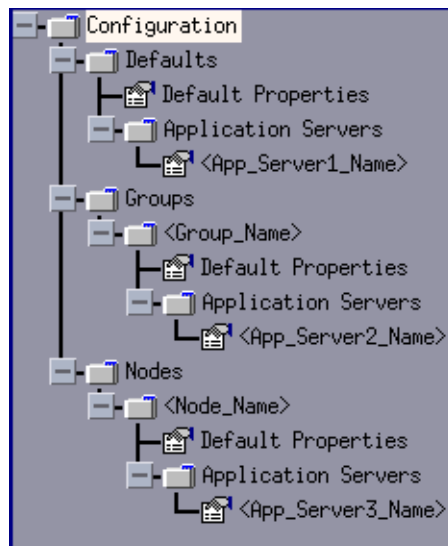 Configuration
Defaults
Default Properties
Application Servers
<App_Server1_Name>
Groups
<Group_Name>
Default Properties
Application Servers
<App_Server2_Name>
Nodes
<Node_Name>
Default Properties
Application Servers
<App_Server3_Name>